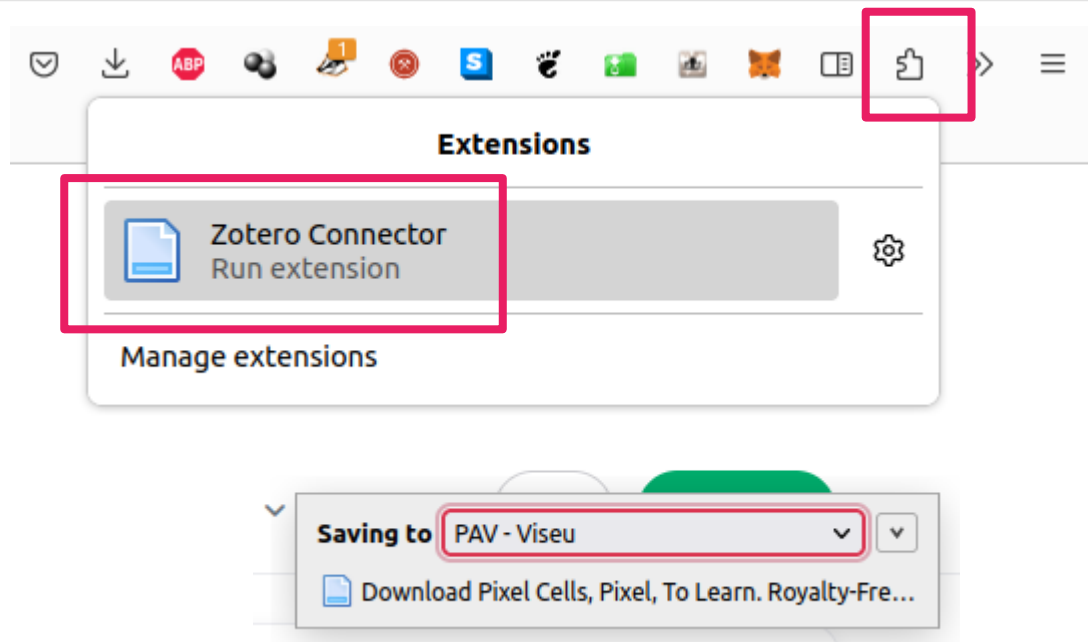 ABP
1
S
Extensions
Zotero Connector
Run extension
Manage extensions
Saving to PAV - Viseu
Download Pixel Cells, Pixel, To Learn. Royalty-Fre...